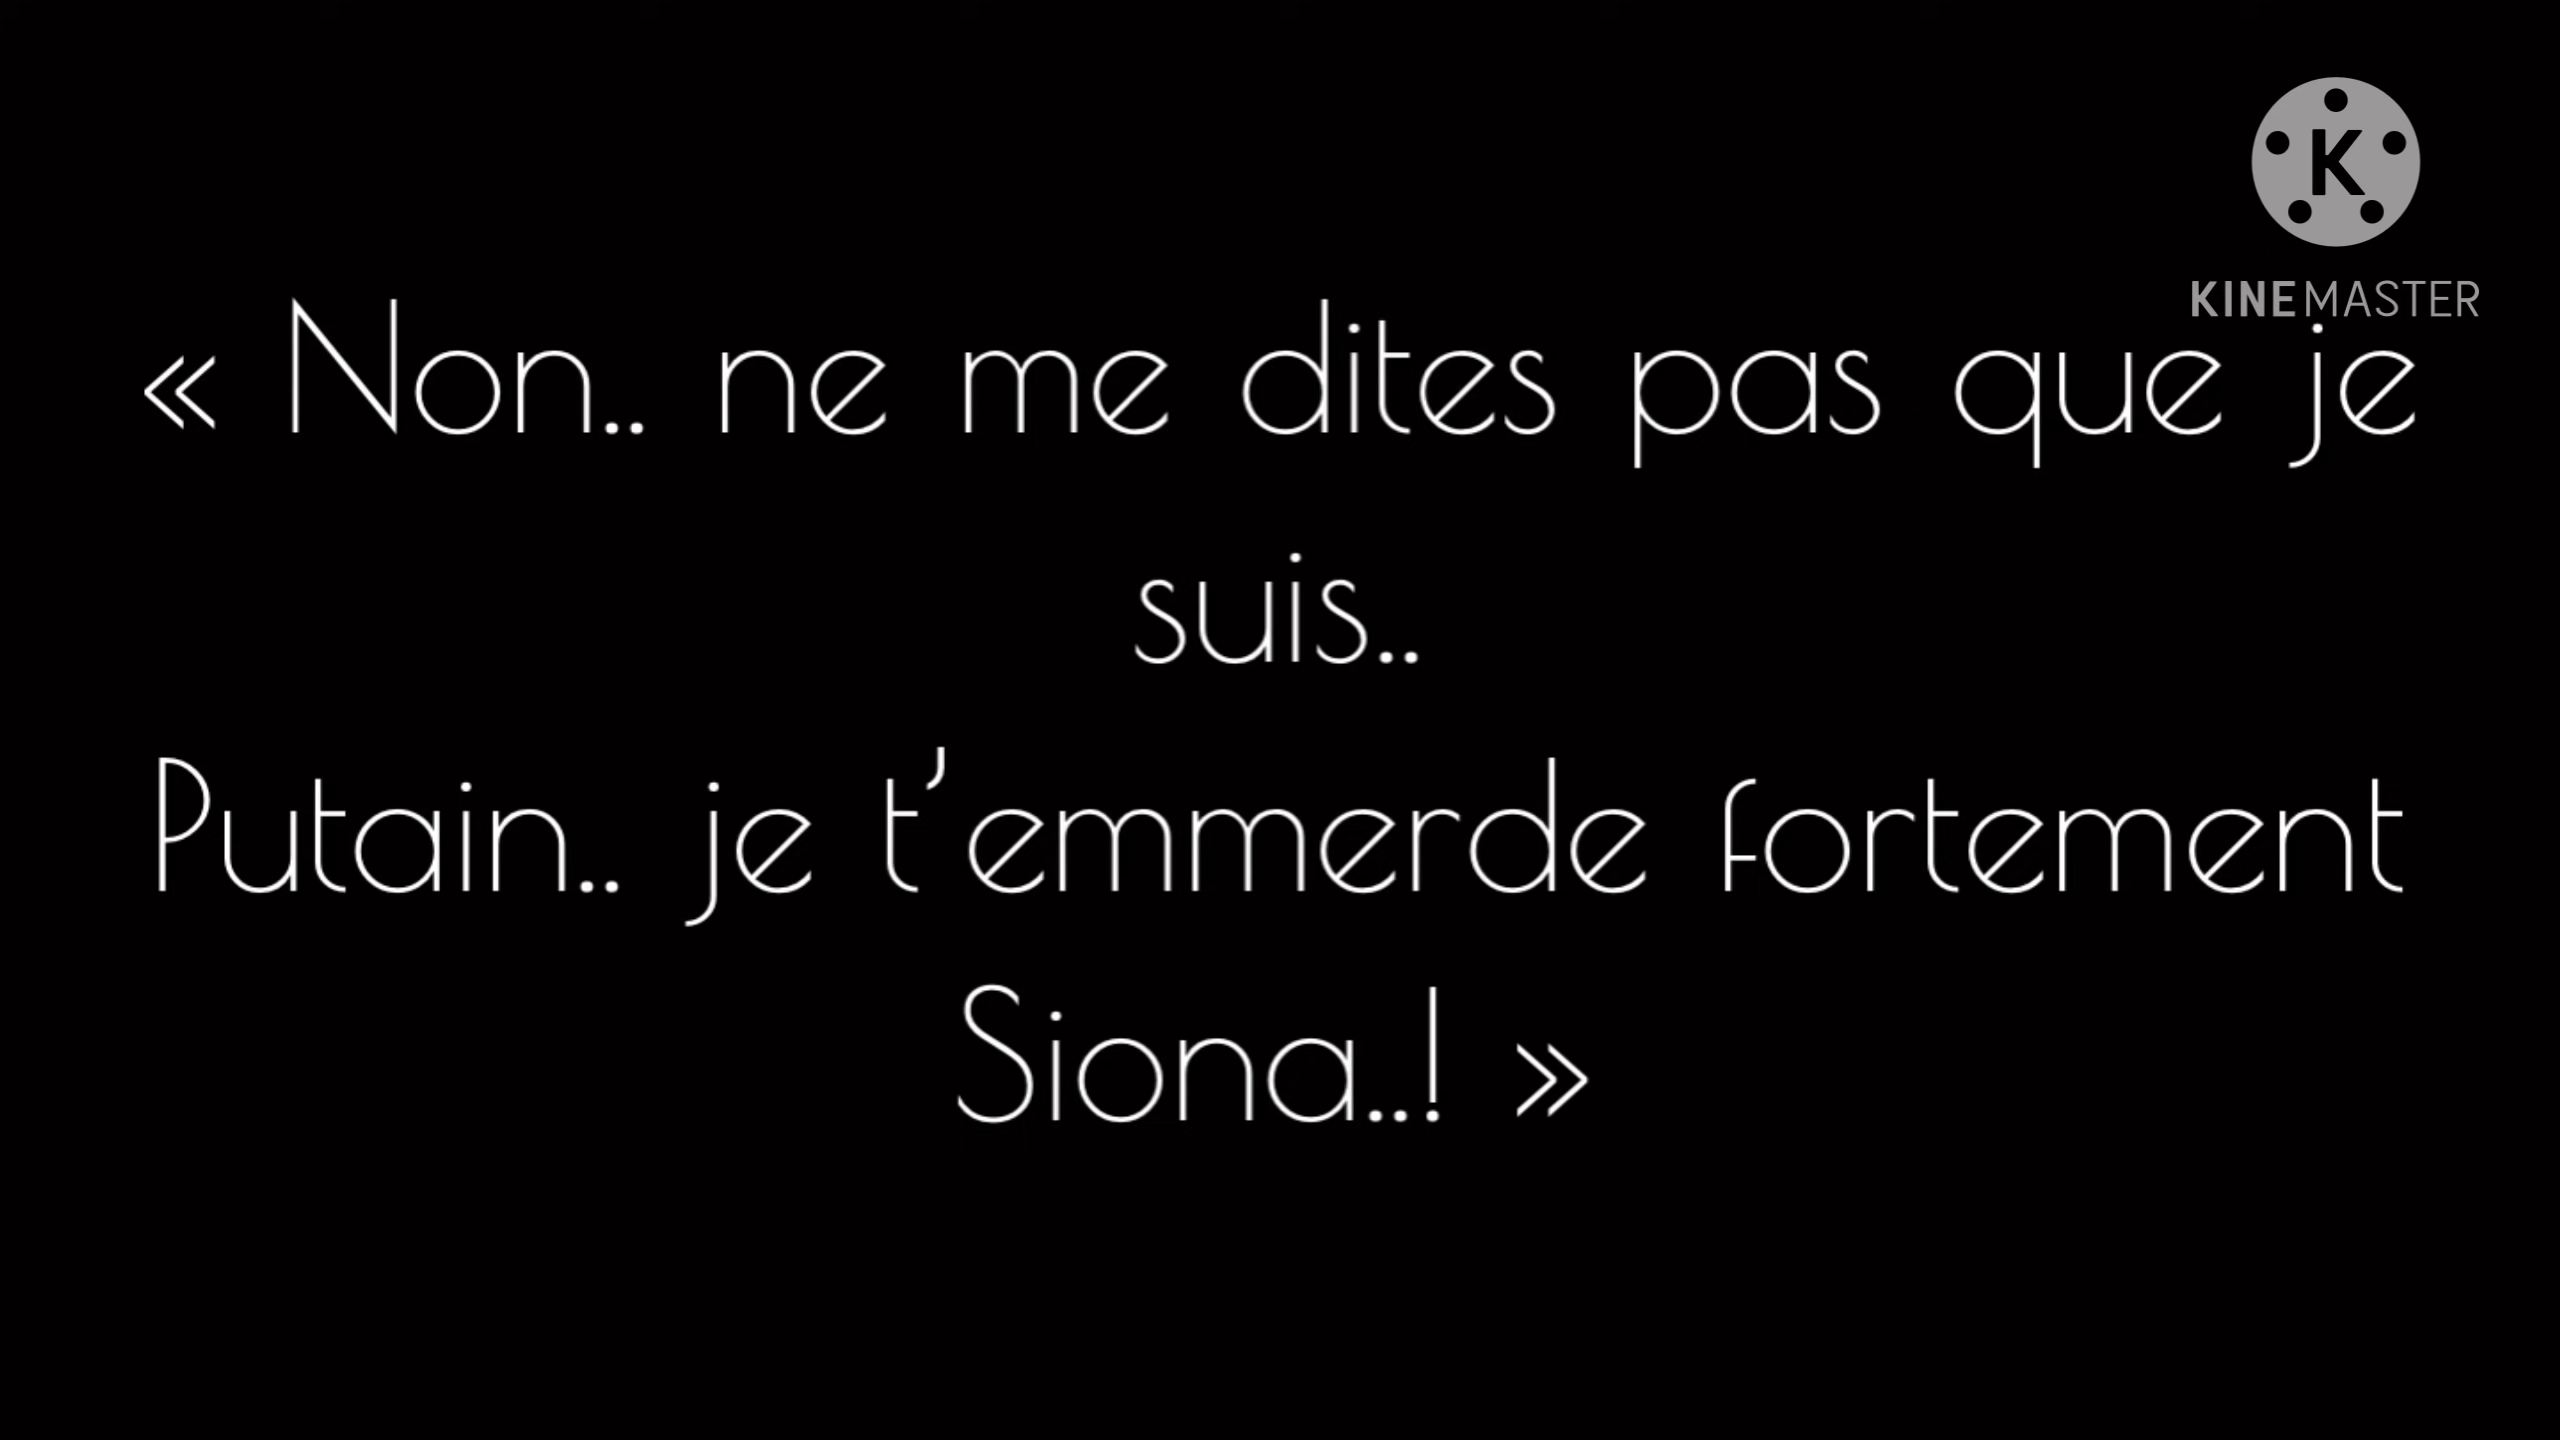 KINEMASTER
« Non.. ne me dites pas que je
suis..
Putain.. je t'emmerde fortement
Siona..! »